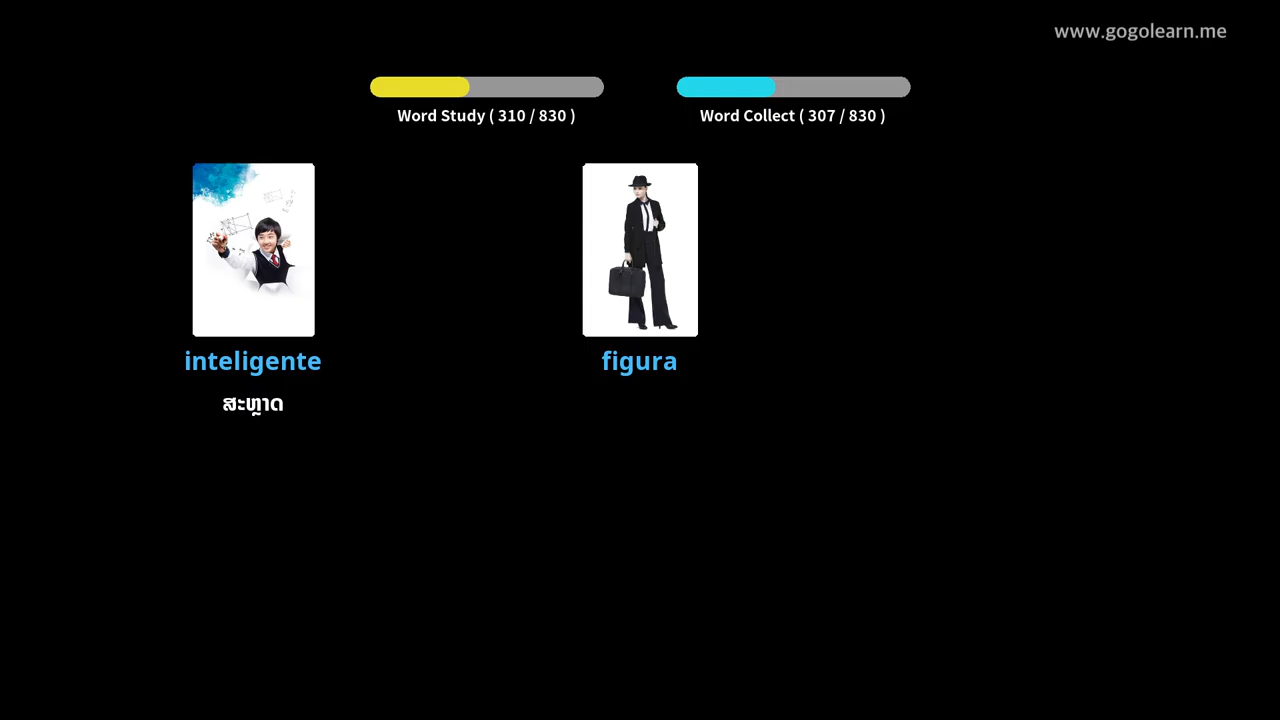 www.gogolearn.me
Word Study ( 310 / 830 )
Word Collect ( 307 / 830 )
inteligente
figura
ສະຫຼາດ